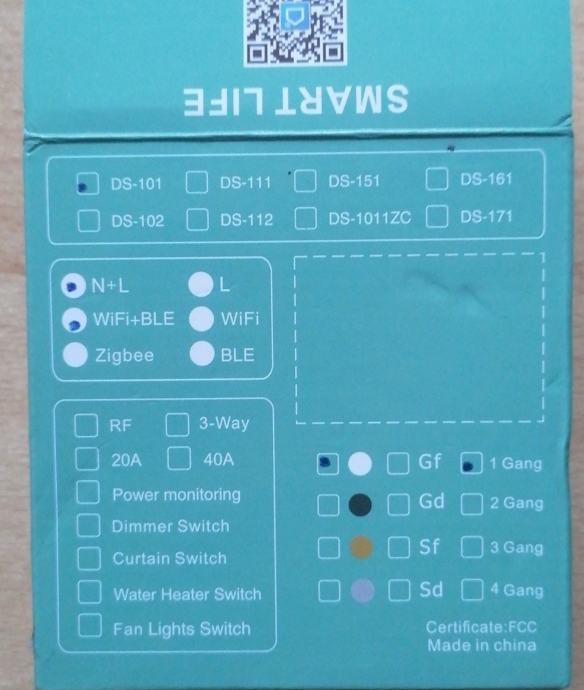 SMART LIFE
DS-101 DS-111 DS-151 DS-161
DS-102 DS-112 DS-1011ZC DS-171
N+L L
WiFi+BLE WiFi
Zigbee BLE
RF 3-Way
20A 40A
Power monitoring
Dimmer Switch
Curtain Switch
Water Heater Switch
Fan Lights Switch
Gf 1 Gang
Gd 2 Gang
Sf 3 Gang
Sd 4 Gang
Certificate:FCC
Made in china